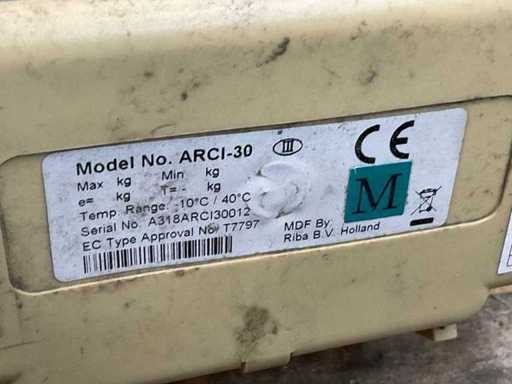 Model No. ARCI-30 III CE
Max kg Min kg
e= kg T=- kg M
Temp. Range: -10°C / 40°C
Serial No. A318ARCI30012
EC Type Approval No. T7797
MDF By:
Riba B.V. Holland